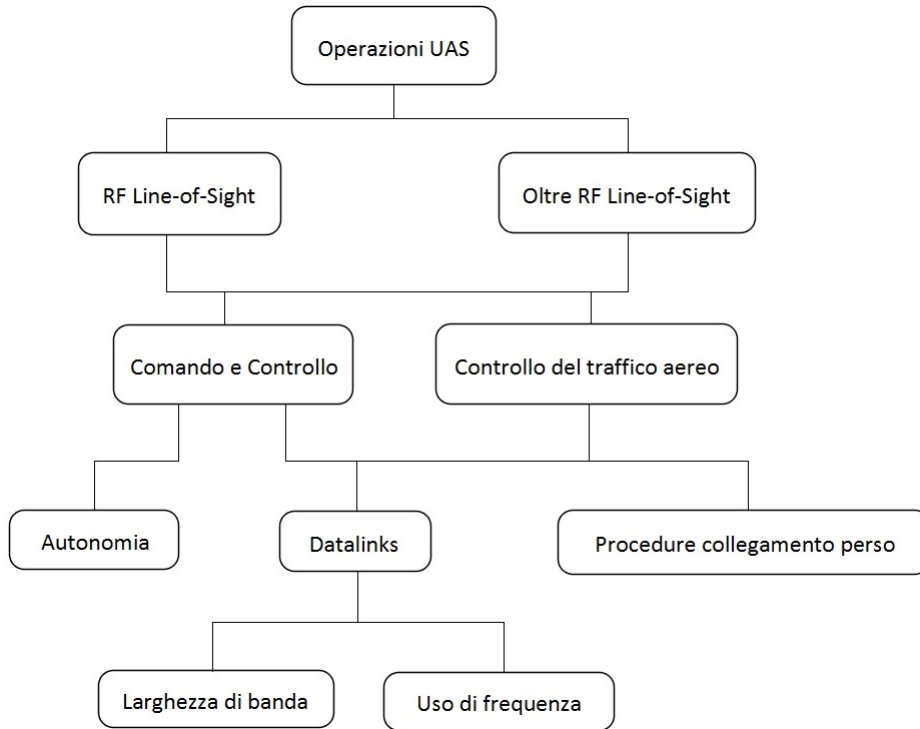 Operazioni UAS
RF Line-of-Sight
Oltre RF Line-of-Sight
Comando e Controllo
Controllo del traffico aereo
Autonomia
Datalinks
Procedure collegamento perso
Larghezza di banda
Uso di frequenza